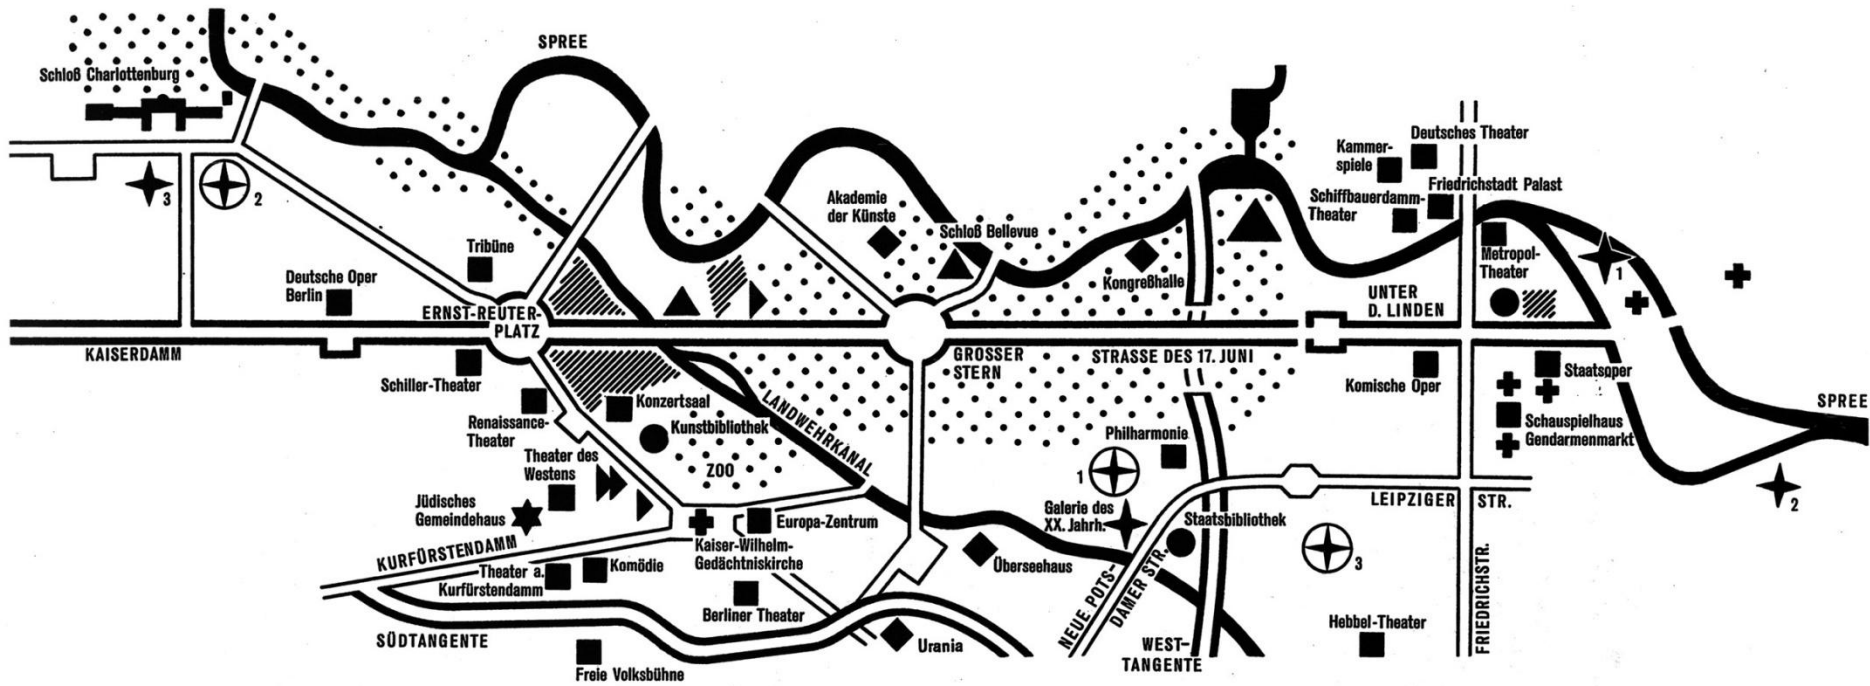 SPREE
Schloß Charlottenburg
3
2
Tribüne
Deutsche Oper
Berlin
ERNST-REUTER-
PLATZ
KAISERDAMM
Schiller-Theater
Renaissance-
Theater
Konzertsaal
Kunstbibliothek
ZOO
LANDWEHRKANAL
Theater des
Westens
Jüdisches
Gemeindehaus
KURFÜRSTENDAMM
Europa-Zentrum
Kaiser-Wilhelm-
Gedächtniskirche
Komödie
Theater a.
Kurfürstendamm
Berliner Theater
SÜDTANGENTE
Freie Volksbühne
Akademie
der Künste
Schloß Bellevue
Kongreßhalle
GROSSER
STERN
STRASSE DES 17. JUNI
Philharmonie
1
Galerie des
XX. Jahrh.
Staatsbibliothek
3
Überseehaus
Urania
NEUE POTS-
DAMER STR.
WEST-
TANGENTE
Hebbel-Theater
FRIEDRICHSTR.
LEIPZIGER STR.
Deutsches Theater
Kammer-
spiele
Friedrichstadt Palast
Schiffbauerdamm-
Theater
Metropol-
Theater
1
UNTER
D. LINDEN
Komische Oper
Staatsoper
Schauspielhaus
Gendarmenmarkt
SPREE
2